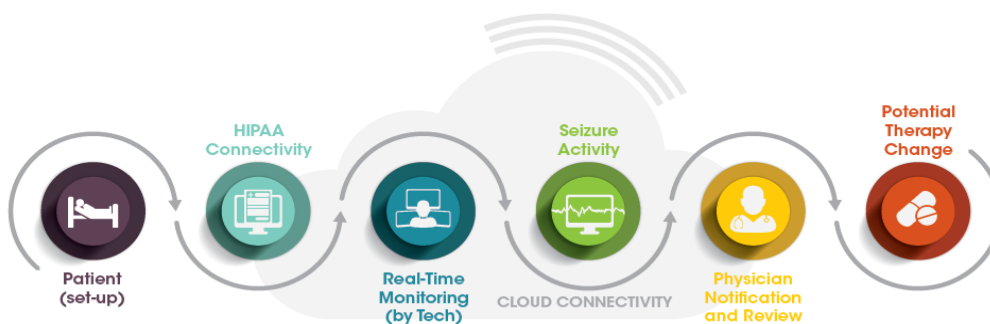 Patient
(set-up)
HIPAA
Connectivity
Real-Time
Monitoring
(by Tech)
CLOUD CONNECTIVITY
Seizure
Activity
Physician
Notification
and Review
Potential
Therapy
Change